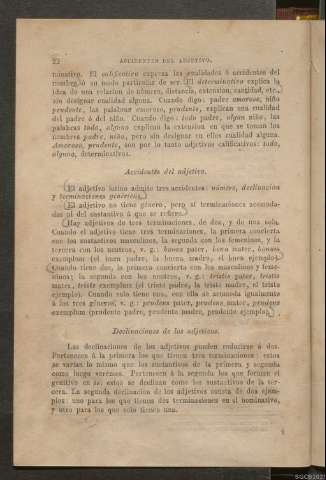 22 ACCIDENTES DEL ADJETIVO.
minativo. El calificativo expresa las cualidades ó accidentes del
nombre, ó su modo particular de ser. El determinativo explica la
idea de una relacion de número, distancia, extension, cantidad, etc.,
sin designar cualidad alguna. Cuando digo: padre amoroso, niño
prudente, las palabras amoroso, prudente, explican una cualidad
del padre ó del niño. Cuando digo: todo padre, algun niño, las
palabras todo, alguno explican la extension en que se toman los
nombres padre, niño, pero sin designar en ellos cualidad alguna.
Amoroso, prudente, son por lo tanto adjetivos calificativos: todo,
alguno, determinativos.
Accidentes del adjetivo.
El adjetivo latino admite tres accidentes: número, declinacion
y terminaciones genéricas.
El adjetivo no tiene género, pero sí terminaciones acomoda-
das al del sustantivo á que se refiere.
Hay adjetivos de tres terminaciones, de dos, y de una sola.
Cuando el adjetivo tiene tres terminaciones, la primera concierta
con los sustantivos masculinos, la segunda con los femeninos, y la
tercera con los neutros, v. g.: bonus pater, bona mater, bonum
exemplum (el buen padre, la buena madre, el buen ejemplo).
Cuando tiene dos, la primera concierta con los masculinos y feme-
ninos; la segunda con los neutros, v. g.: tristis pater, tristis
mater, triste exemplum (el triste padre, la triste madre, el triste
ejemplo). Cuando solo tiene una, con ella se acomoda igualmente
á los tres géneros, v. g.: prudens pater, prudens mater, prudens
exemplum (prudente padre, prudente madre, prudente ejemplo).
Declinaciones de los adjetivos.
Las declinaciones de los adjetivos pueden reducirse á dos.
Pertenecen á la primera los que tienen tres terminaciones: estos
se varían lo mismo que los sustantivos de la primera y segunda
como luego verémos. Pertenecen á la segunda los que forman el
genitivo en is: estos se declinan como los sustantivos de la ter-
cera. La segunda declinacion de los adjetivos consta de dos ejem-
plos: uno para los que tienen dos terminaciones en el nominativo,
y otro para los que solo tienen una.